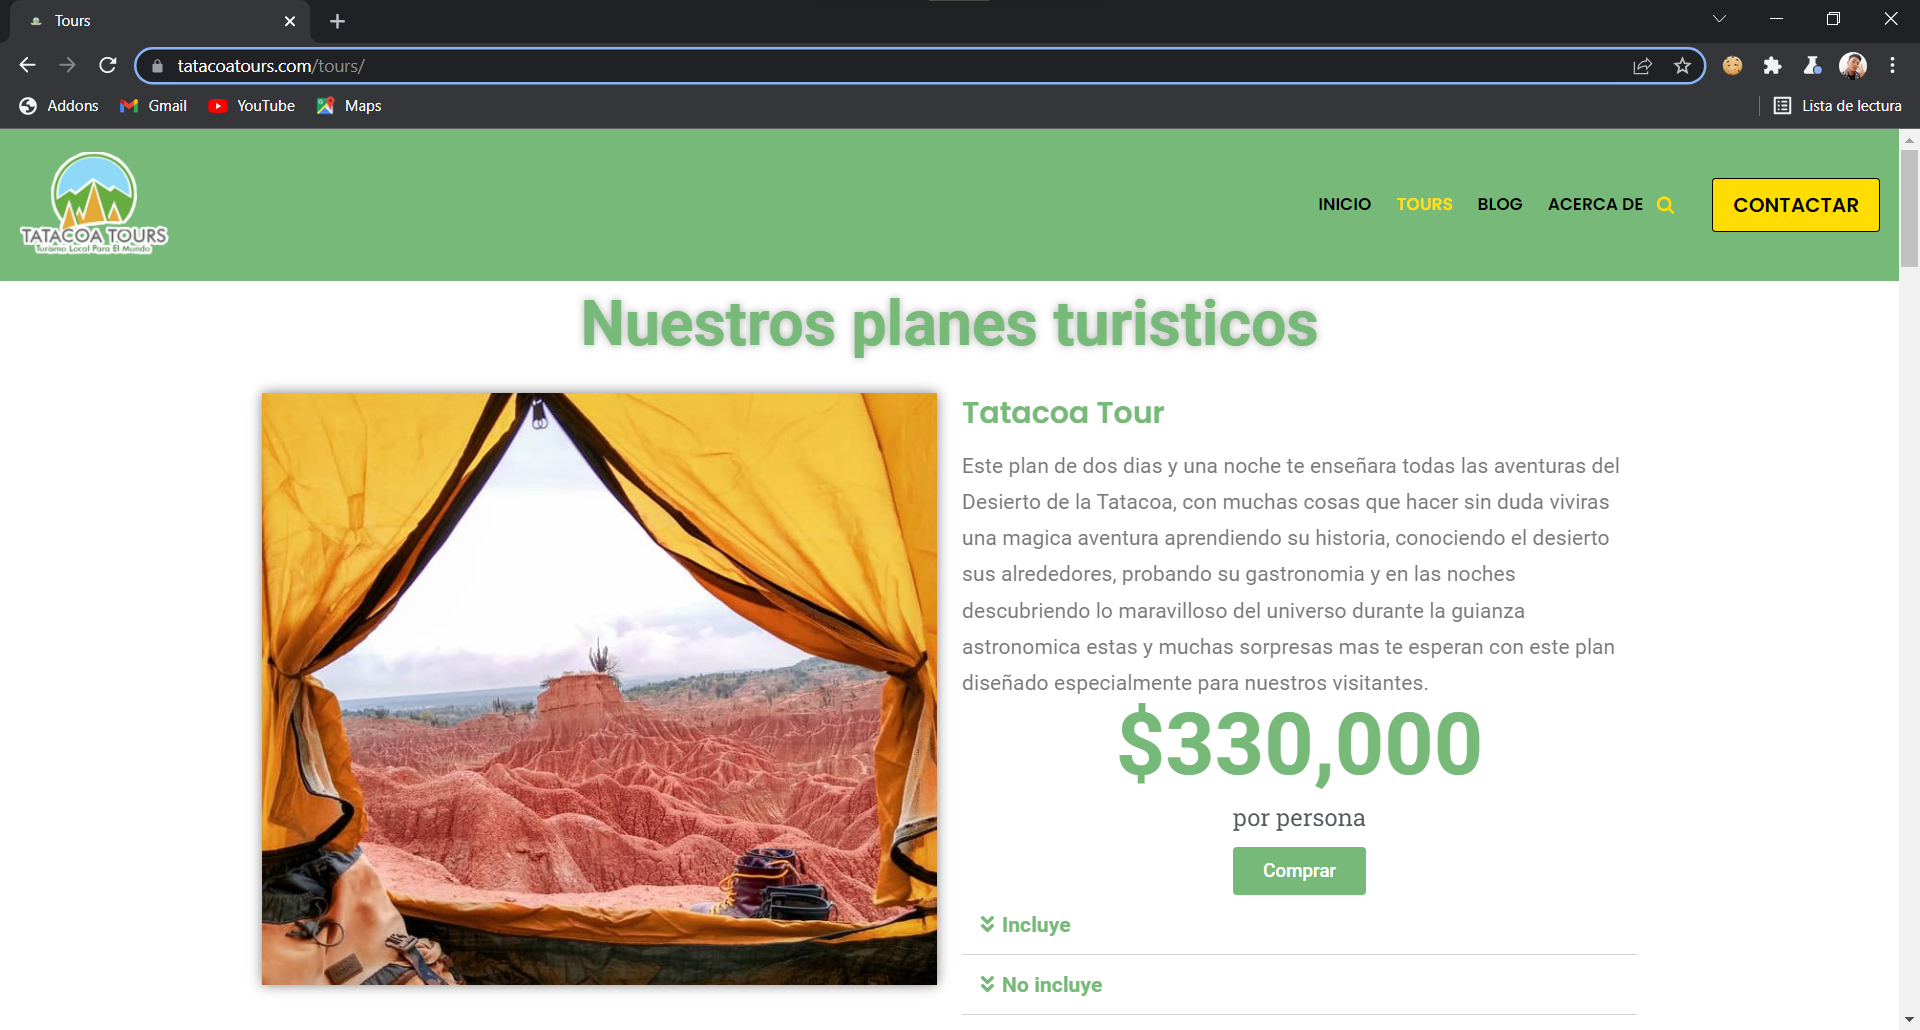 Tours
tatacoatours.com/tours/
Addons
Gmail
YouTube
Maps
Lista de lectura
TATACOA TOURS
Turismo Local Para El Mundo
INICIO
TOURS
BLOG
ACERCA DE
CONTACTAR
Nuestros planes turisticos
Tatacoa Tour
Este plan de dos dias y una noche te enseñara todas las aventuras del
Desierto de la Tatacoa, con muchas cosas que hacer sin duda viviras
una magica aventura aprendiendo su historia, conociendo el desierto
sus alrededores, probando su gastronomia y en las noches
descubriendo lo maravilloso del universo durante la guianza
astronomica estas y muchas sorpresas mas te esperan con este plan
diseñado especialmente para nuestros visitantes.
$330,000
por persona
Comprar
Incluye
No incluye